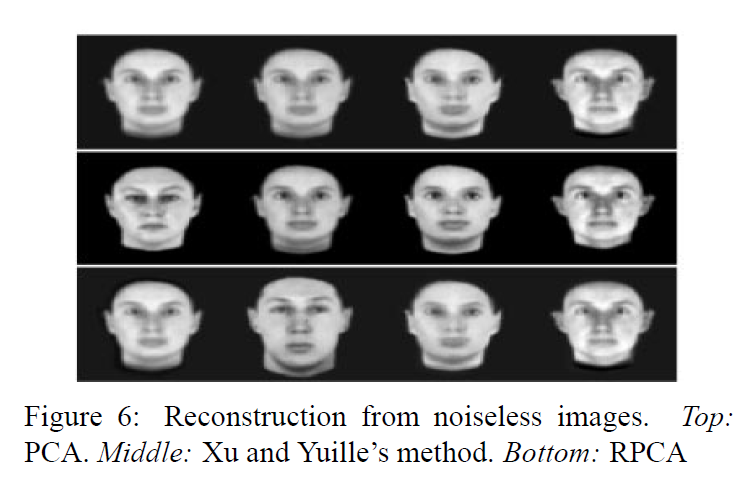 Figure 6: Reconstruction from noiseless images. Top:
PCA. Middle: Xu and Yuille's method. Bottom: RPCA